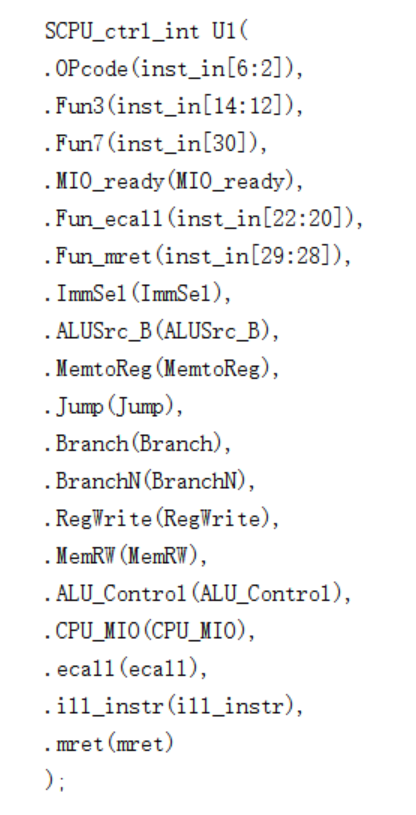 SCPU_ctrl_int U1(
.OPcode(inst_in[6:2]),
.Fun3(inst_in[14:12]),
.Fun7(inst_in[30]),
.MIO_ready(MIO_ready),
.Fun_ecall(inst_in[22:20]),
.Fun_mret(inst_in[29:28]),
.ImmSel(ImmSel),
.ALUSrc_B(ALUSrc_B),
.MemtoReg(MemtoReg),
.Jump(Jump),
.Branch(Branch),
.BranchN(BranchN),
.RegWrite(RegWrite),
.MemRW(MemRW),
.ALU_Control(ALU_Control),
.CPU_MIO(CPU_MIO),
.ecall(ecall),
.ill_instr(ill_instr),
.mret(mret)
);